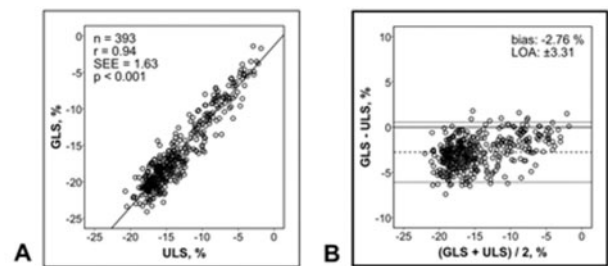 n = 393
r = 0.94
SEE = 1.63
p < 0.001
0
-5
-10
-15
-20
-25
GLS, %
-25 -20 -15 -10 -5 0
ULS, %
A
bias: -2.76 %
LOA: ±3.31
10
5
0
-5
-10
GLS - ULS, %
-25 -20 -15 -10 -5 0
(GLS + ULS) / 2, %
B